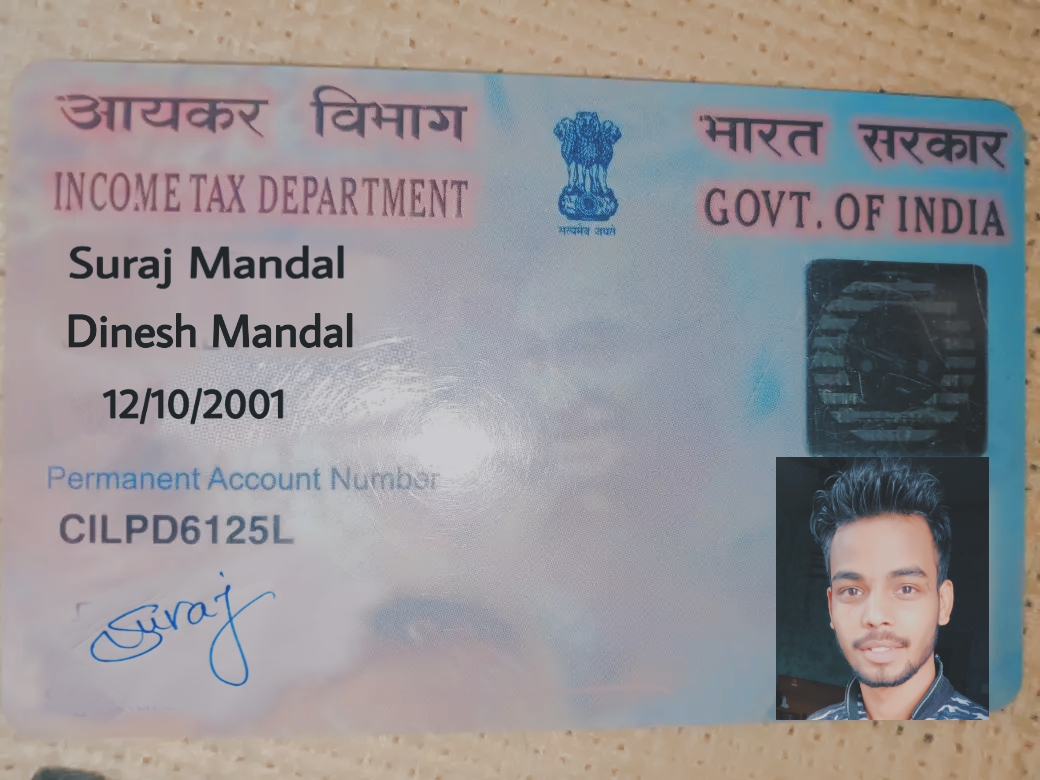 आयकर विभाग
INCOME TAX DEPARTMENT
सत्यमेव जयते
भारत सरकार
GOVT. OF INDIA
Suraj Mandal
Dinesh Mandal
12/10/2001
Permanent Account Number
CILPD6125L
Suraj